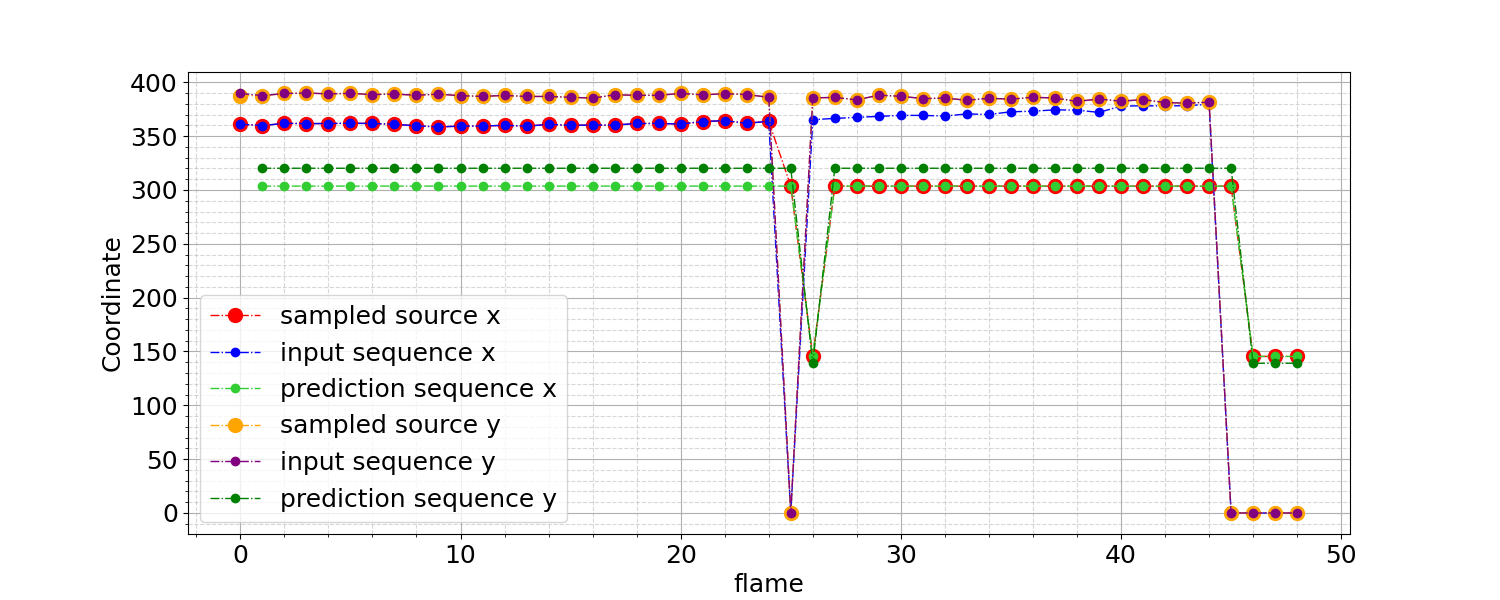 400
350
300
250
200
150
100
50
0
Coordinate
sampled source x
input sequence x
prediction sequence x
sampled source y
input sequence y
prediction sequence y
0 10 20 30 40 50
flame